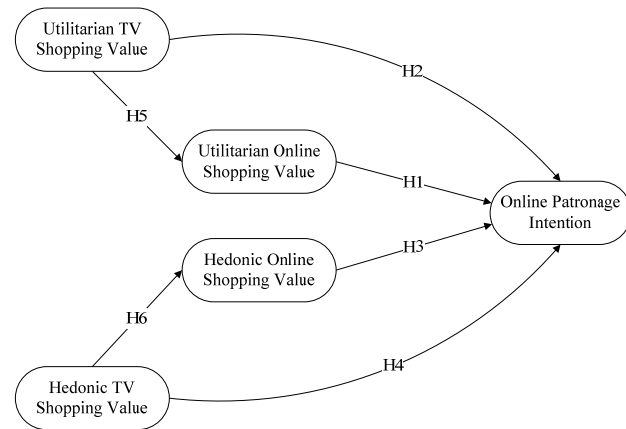 Utilitarian TV
Shopping Value
H2
H5
Utilitarian Online
Shopping Value
H1
Online Patronage
Intention
Hedonic Online
Shopping Value
H3
H6
H4
Hedonic TV
Shopping Value